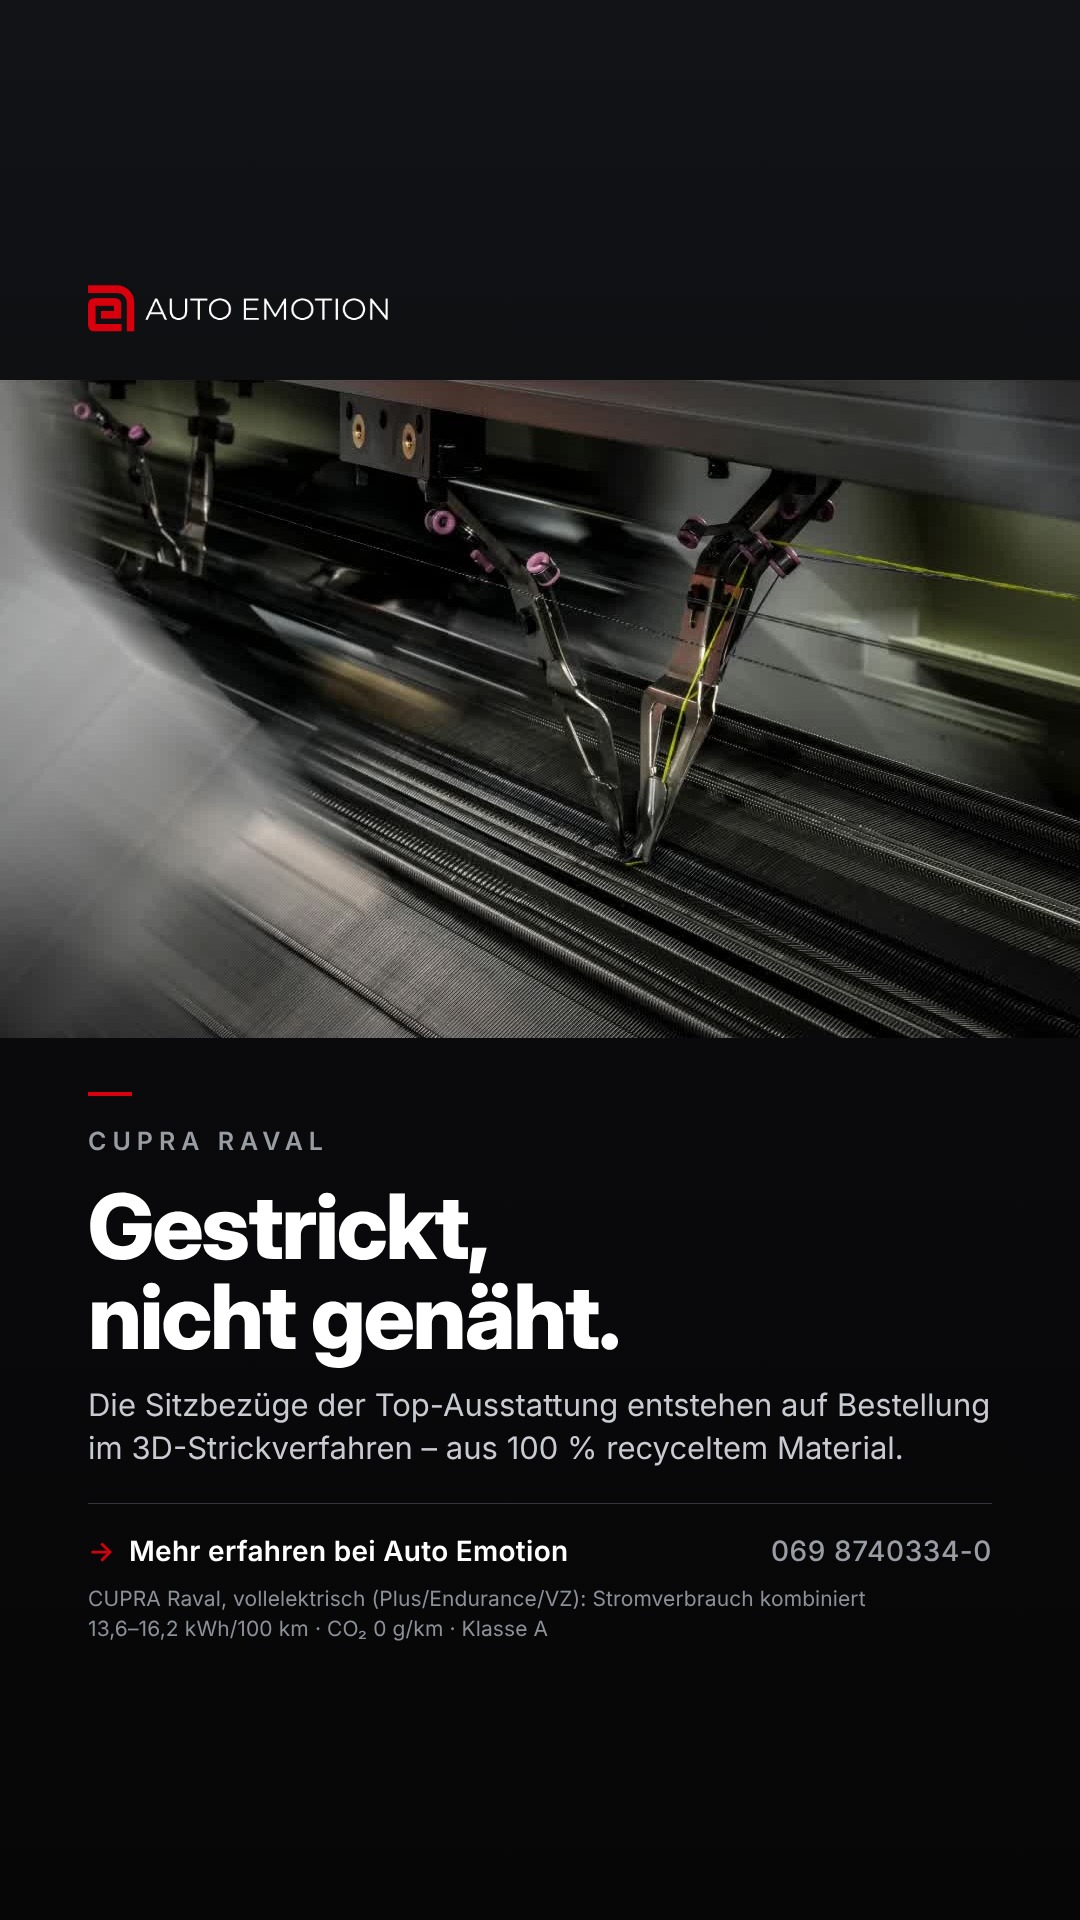 AUTO EMOTION
CUPRA RAVAL
Gestrickt,
nicht genäht.
Die Sitzbezüge der Top-Ausstattung entstehen auf Bestellung
im 3D-Strickverfahren – aus 100 % recyceltem Material.
→ Mehr erfahren bei Auto Emotion 069 8740334-0
CUPRA Raval, vollelektrisch (Plus/Endurance/VZ): Stromverbrauch kombiniert
13,6–16,2 kWh/100 km · CO₂ 0 g/km · Klasse A